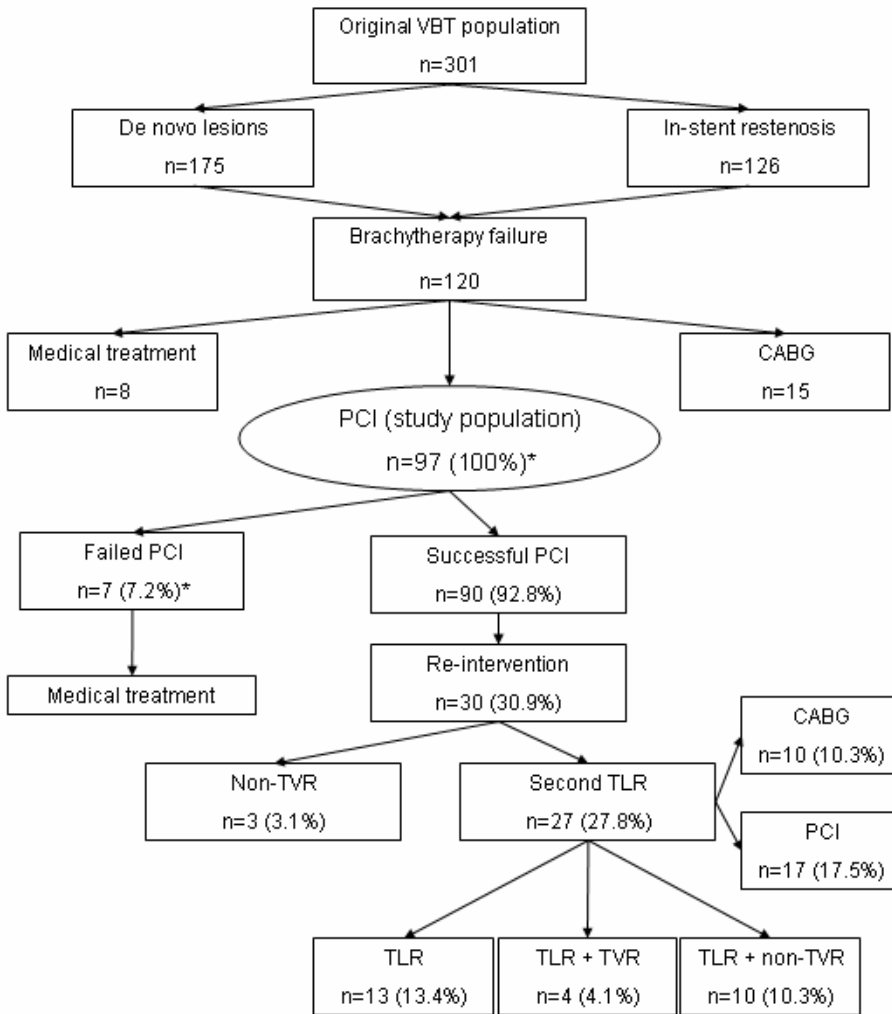 Original VBT population
n=301
De novo lesions
n=175
In-stent restenosis
n=126
Brachytherapy failure
n=120
Medical treatment
n=8
CABG
n=15
PCI (study population)
n=97 (100%)*
Failed PCI
n=7 (7.2%)*
Successful PCI
n=90 (92.8%)
Medical treatment
Re-intervention
n=30 (30.9%)
CABG
n=10 (10.3%)
Non-TVR
n=3 (3.1%)
Second TLR
n=27 (27.8%)
PCI
n=17 (17.5%)
TLR
n=13 (13.4%)
TLR + TVR
n=4 (4.1%)
TLR + non-TVR
n=10 (10.3%)